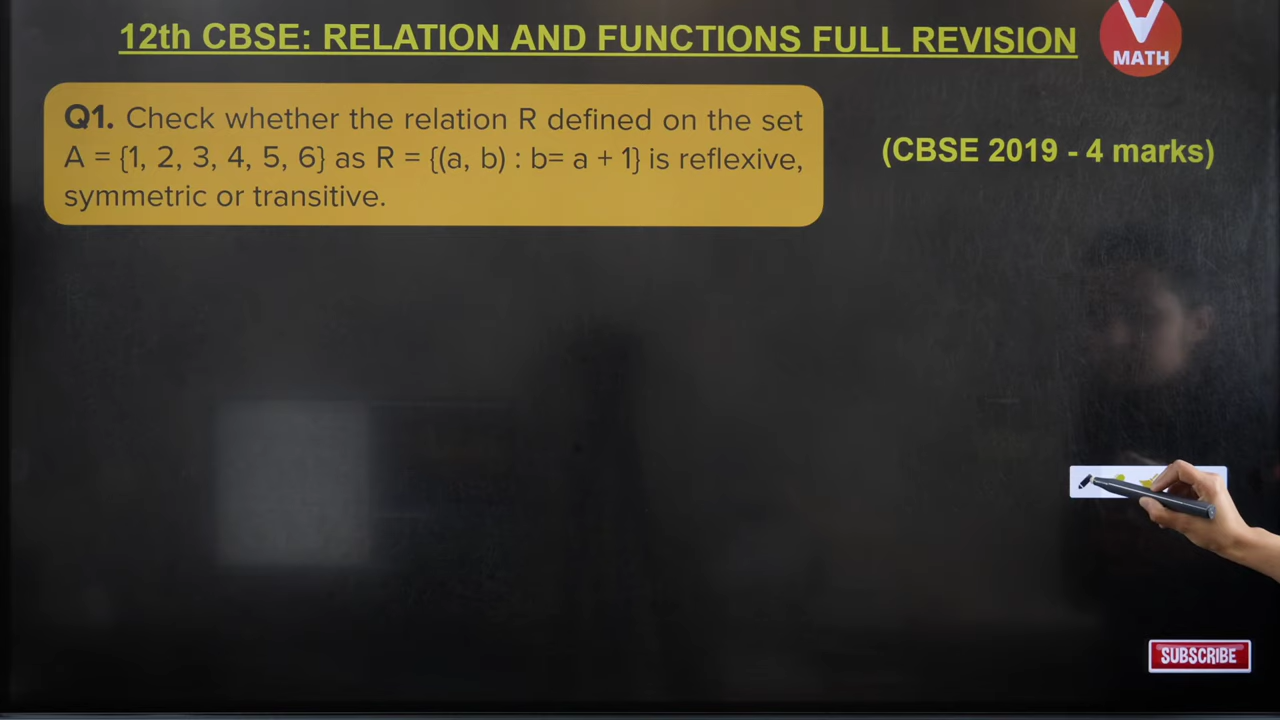 12th CBSE: RELATION AND FUNCTIONS FULL REVISION
MATH
Q1. Check whether the relation R defined on the set
A = {1, 2, 3, 4, 5, 6} as R = {(a, b) : b= a + 1} is reflexive,
symmetric or transitive.
(CBSE 2019 - 4 marks)
SUBSCRIBE